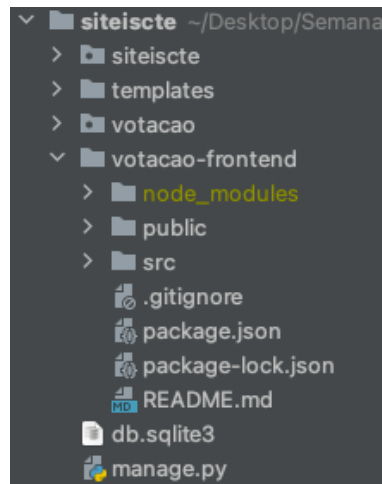 siteiscte ~/Desktop/Semana
siteiscte
templates
votacao
votacao-frontend
node_modules
public
src
.gitignore
package.json
package-lock.json
MD README.md
db.sqlite3
manage.py